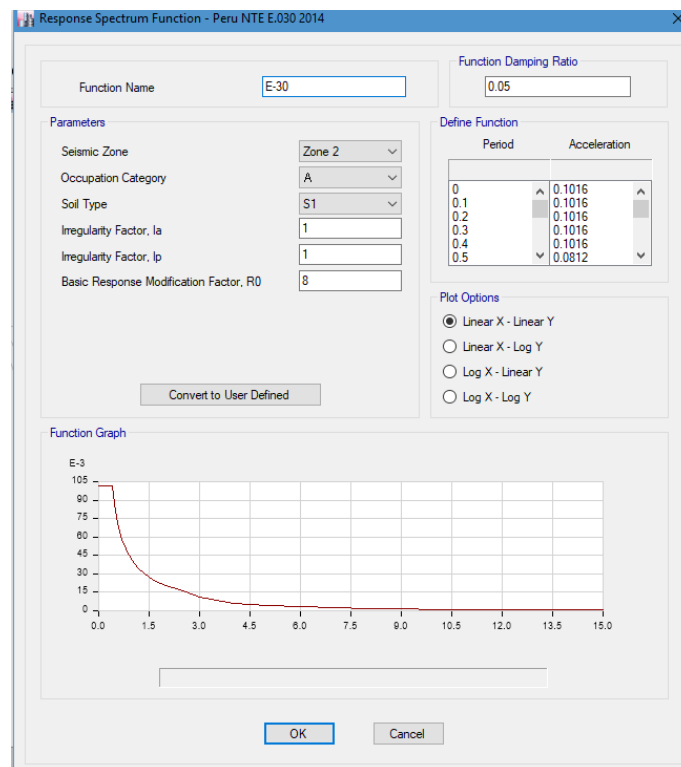 Response Spectrum Function - Peru NTE E.030 2014
Function Name
E-30
Function Damping Ratio
0.05
Parameters
Seismic Zone
Zone 2
Occupation Category
A
Soil Type
S1
Irregularity Factor, Ia
1
Irregularity Factor, Ip
1
Basic Response Modification Factor, R0
8
Convert to User Defined
Define Function
Period Acceleration
0 0.1016
0.1 0.1016
0.2 0.1016
0.3 0.1016
0.4 0.1016
0.5 0.0812
Plot Options
Linear X - Linear Y
Linear X - Log Y
Log X - Linear Y
Log X - Log Y
Function Graph
E-3
105
90
75
60
45
30
15
0
0.0 1.5 3.0 4.5 6.0 7.5 9.0 10.5 12.0 13.5 15.0
OK Cancel